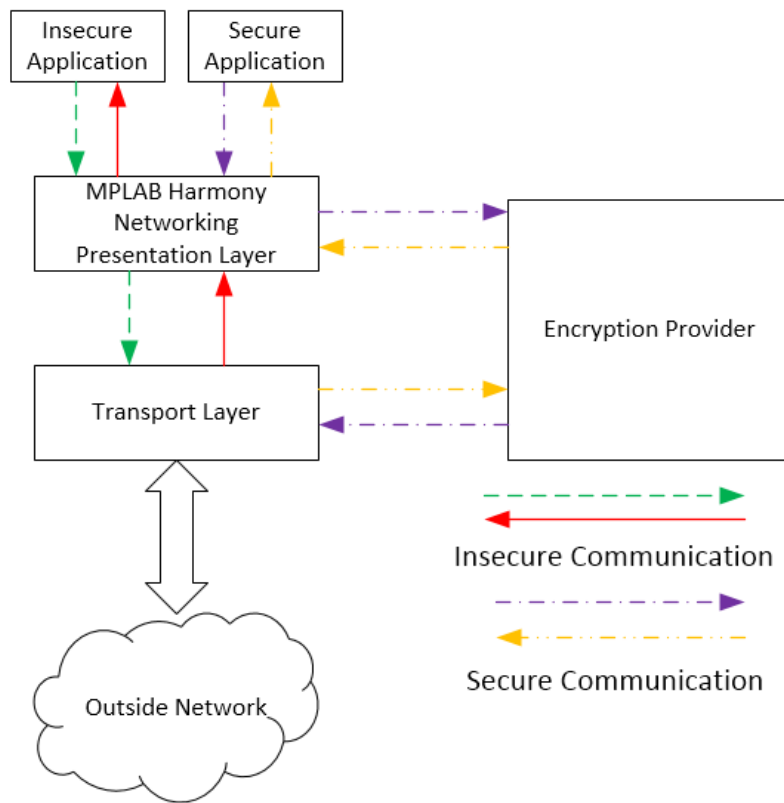 Insecure
Application
Secure
Application
MPLAB Harmony
Networking
Presentation Layer
Encryption Provider
Transport Layer
Insecure Communication
Secure Communication
Outside Network